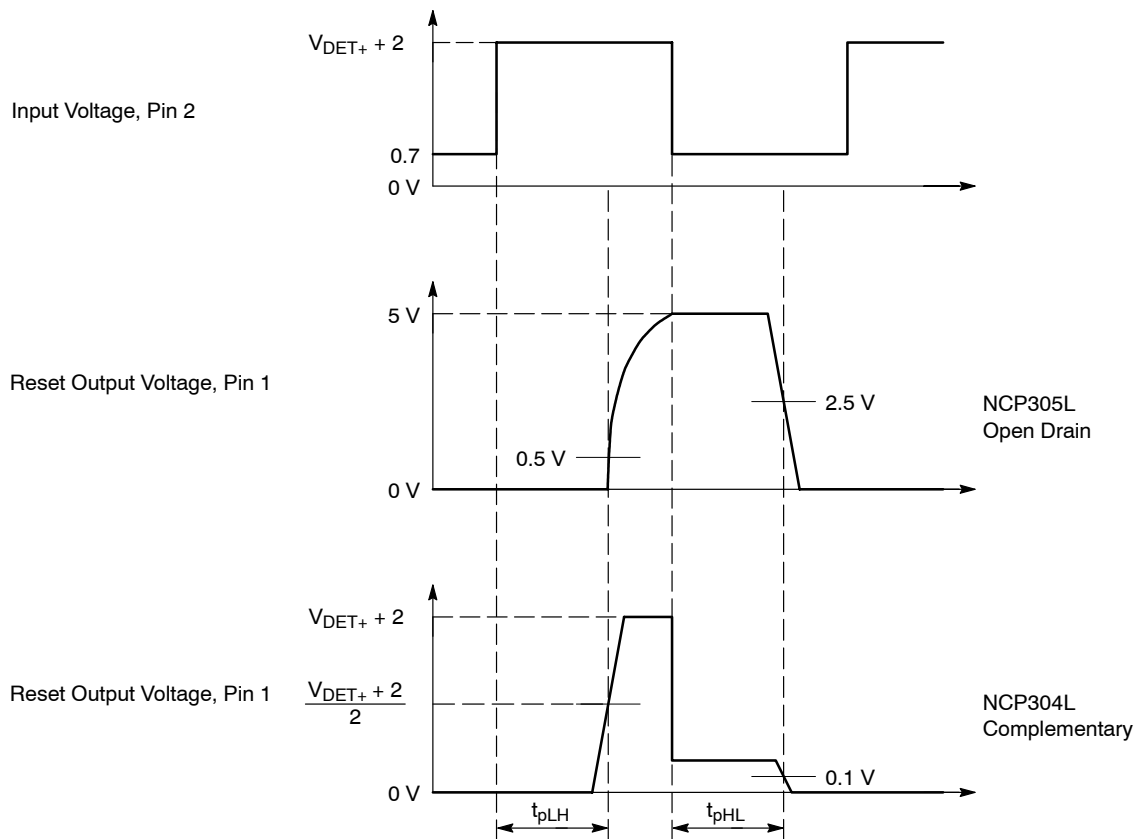 V_DET+ + 2
Input Voltage, Pin 2
0.7
0 V
5 V
Reset Output Voltage, Pin 1
2.5 V
NCP305L
Open Drain
0.5 V
0 V
V_DET+ + 2
Reset Output Voltage, Pin 1
V_DET+ + 2
2
NCP304L
Complementary
0.1 V
0 V
t_pLH
t_pHL